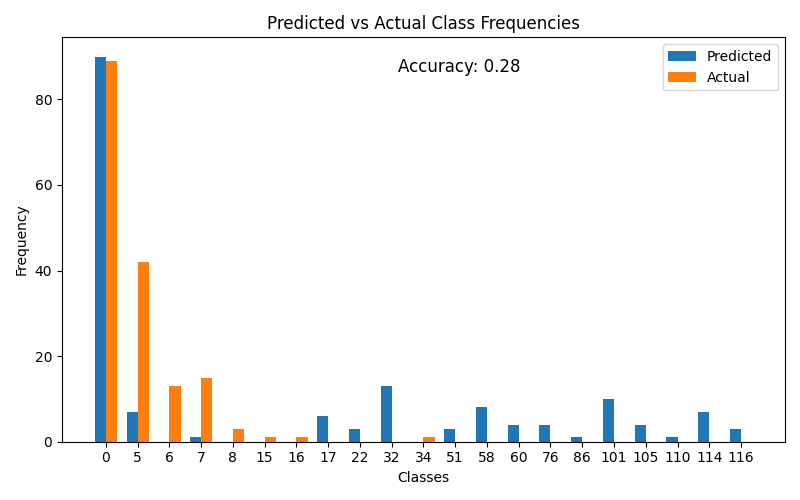 Predicted vs Actual Class Frequencies
Accuracy: 0.28
Predicted
Actual
Frequency
80
60
40
20
0
0 5 6 7 8 15 16 17 22 32 34 51 58 60 76 86 101 105 110 114 116
Classes